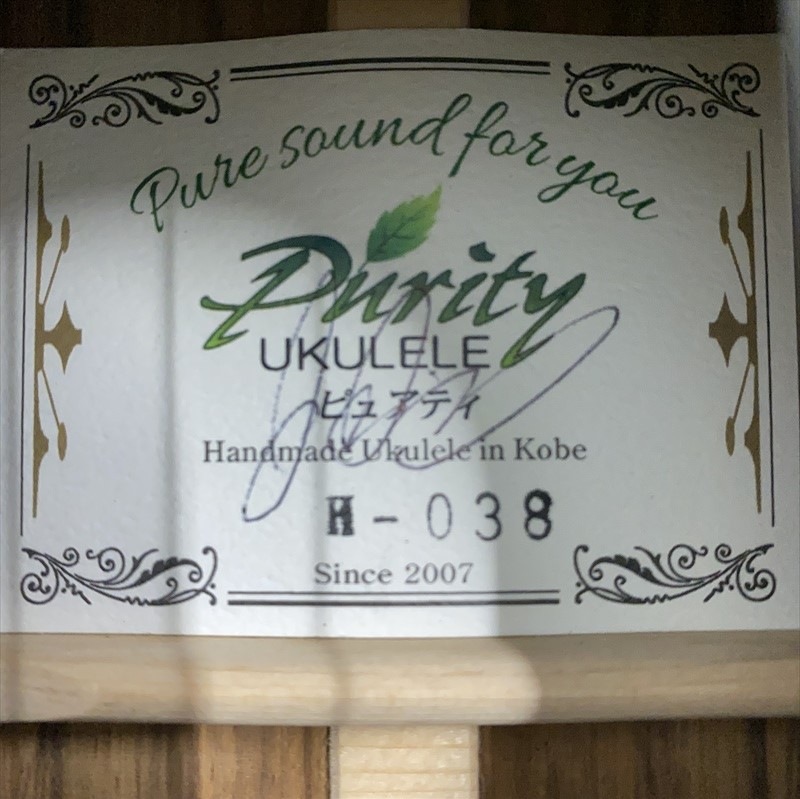 Pure sound for you
Purity
UKULELE
ピュアティ
Handmade Ukulele in Kobe
H-038
Since 2007